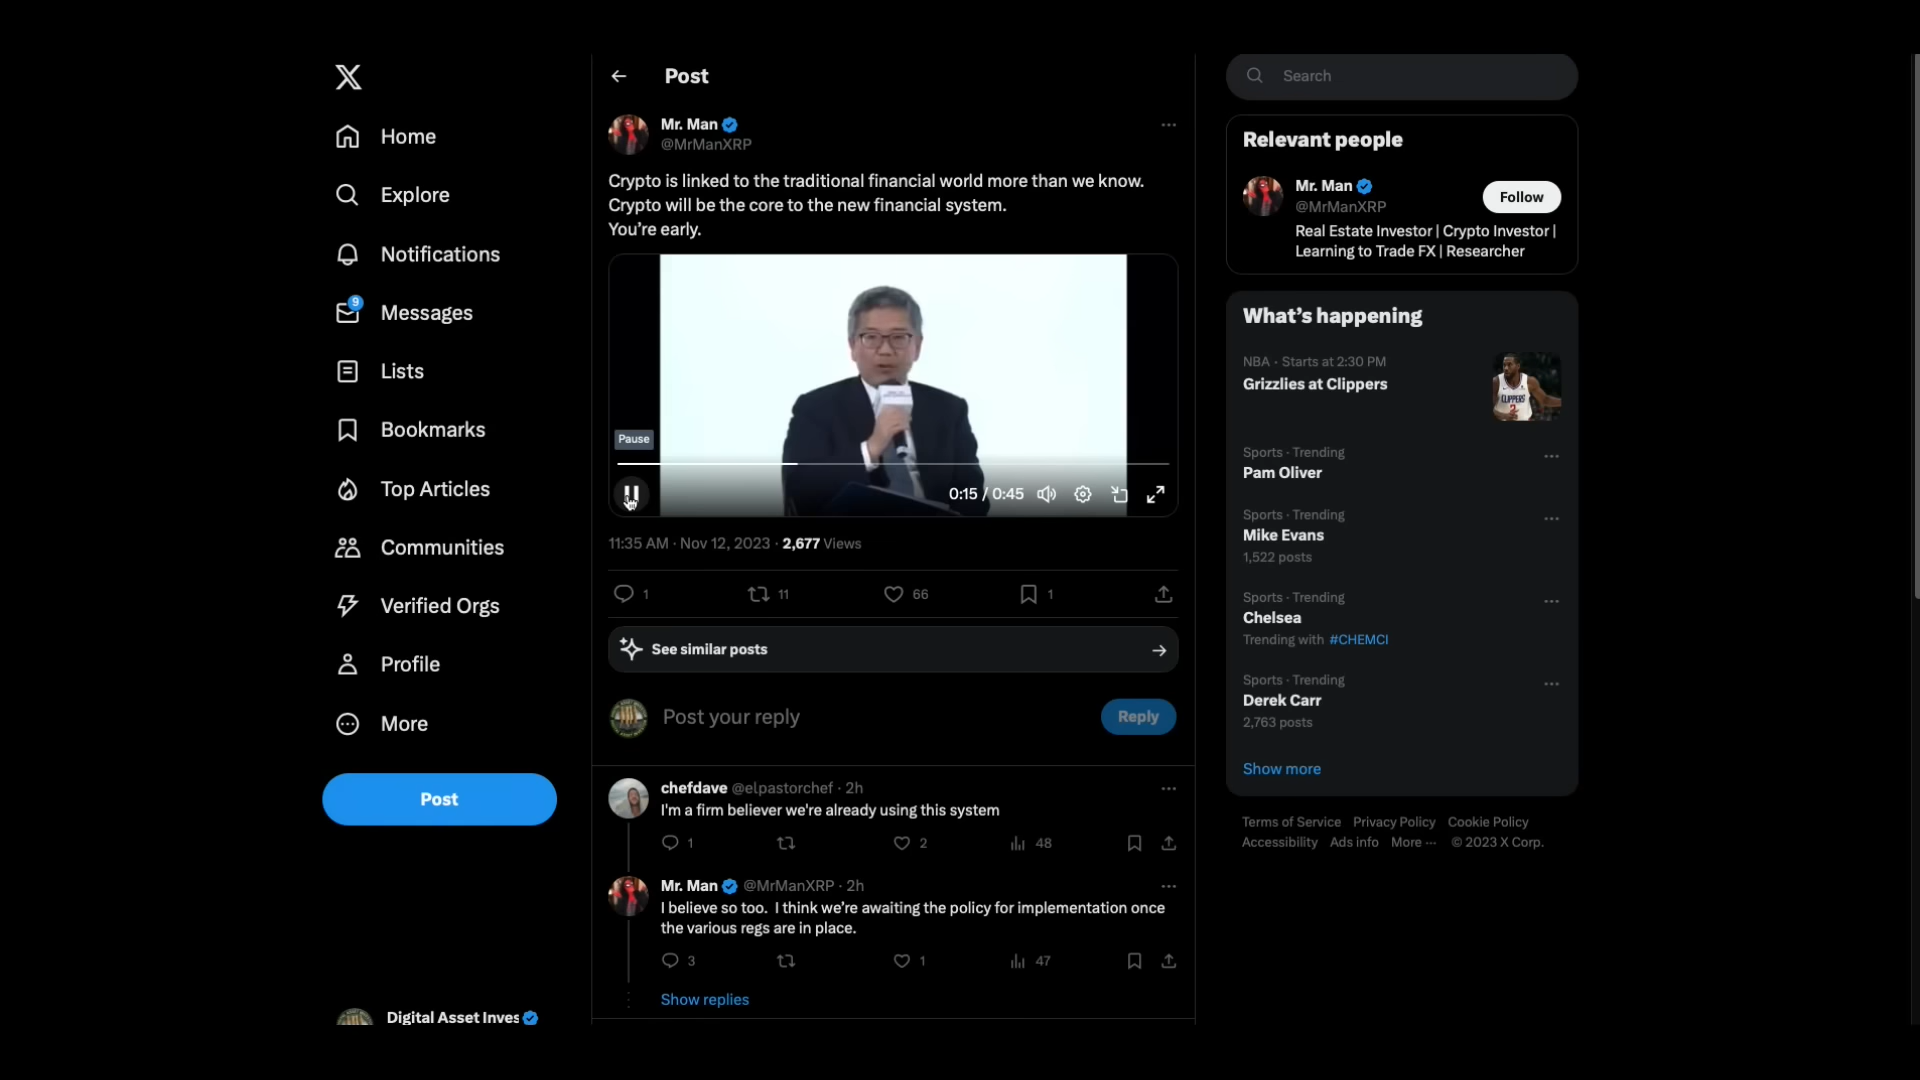 Home
Explore
Notifications
9
Messages
Lists
Bookmarks
Top Articles
Communities
Verified Orgs
Profile
More
Post
Digital Asset Inves
Post
Mr. Man
@MrManXRP
Crypto is linked to the traditional financial world more than we know.
Crypto will be the core to the new financial system.
You're early.
Pause
0:15 / 0:45
11:35 AM · Nov 12, 2023 · 2,677 Views
1 11 66 1
See similar posts
Post your reply
Reply
chefdave @elpastorchef · 2h
I'm a firm believer we're already using this system
1 2 48
Mr. Man @MrManXRP · 2h
I believe so too. I think we're awaiting the policy for implementation once
the various regs are in place.
3 1 47
Show replies
Search
Relevant people
Mr. Man
@MrManXRP
Follow
Real Estate Investor | Crypto Investor |
Learning to Trade FX | Researcher
What's happening
NBA · Starts at 2:30 PM
Grizzlies at Clippers
CLIPPERS
2
Sports · Trending
Pam Oliver
Sports · Trending
Mike Evans
1,522 posts
Sports · Trending
Chelsea
Trending with #CHEMCI
Sports · Trending
Derek Carr
2,763 posts
Show more
Terms of Service Privacy Policy Cookie Policy
Accessibility Ads info More ··· © 2023 X Corp.